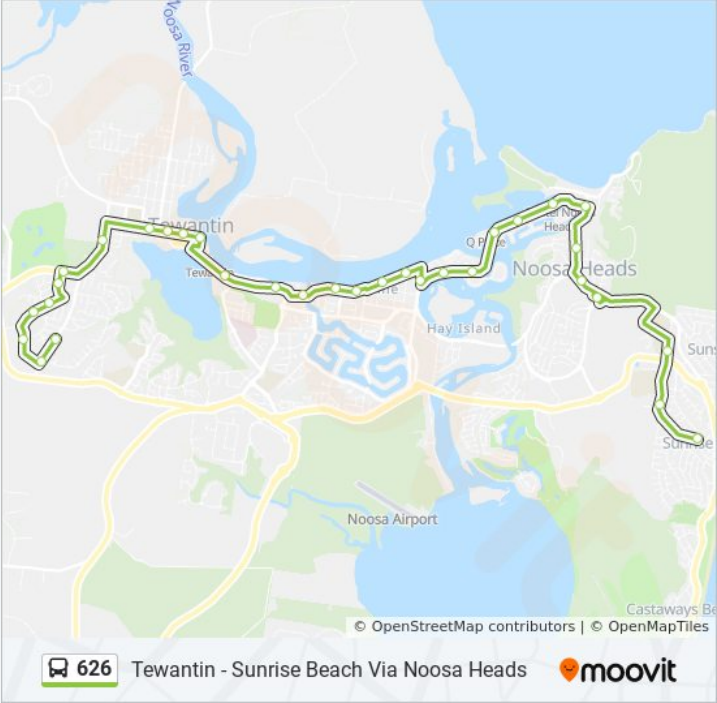 Noosa River
Tewantin
Noosa Heads
Hay Island
Noosa Airport
Castaways Be
© OpenStreetMap contributors | © OpenMapTiles
626 Tewantin - Sunrise Beach Via Noosa Heads
moovit